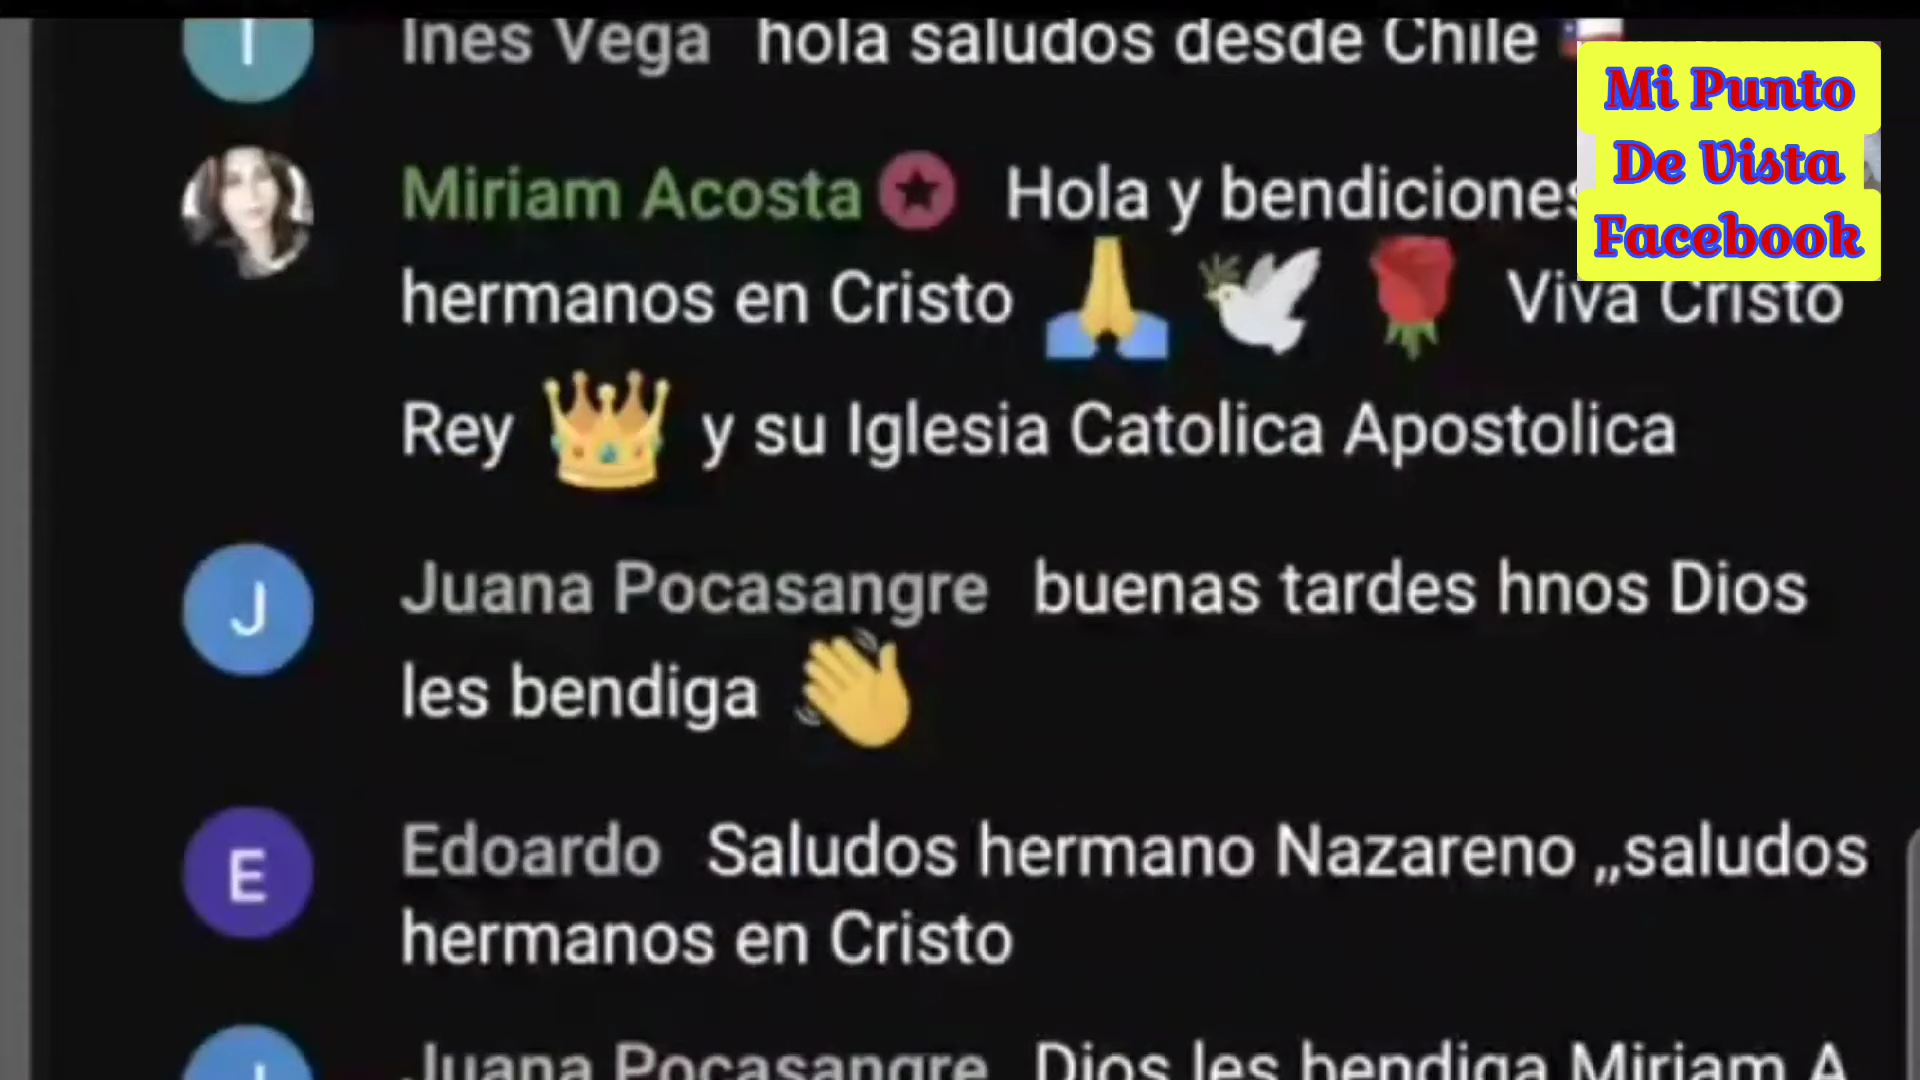 I
Ines Vega hola saludos desde Chile
Mi Punto
De Vista
Facebook
Miriam Acosta Hola y bendiciones
hermanos en Cristo 🙏 🕊 🌹 Viva Cristo
Rey 👑 y su Iglesia Catolica Apostolica
J
Juana Pocasangre buenas tardes hnos Dios
les bendiga 👋
E
Edoardo Saludos hermano Nazareno ,,saludos
hermanos en Cristo
J
Juana Pocasangre Dios les bendiga Miriam A